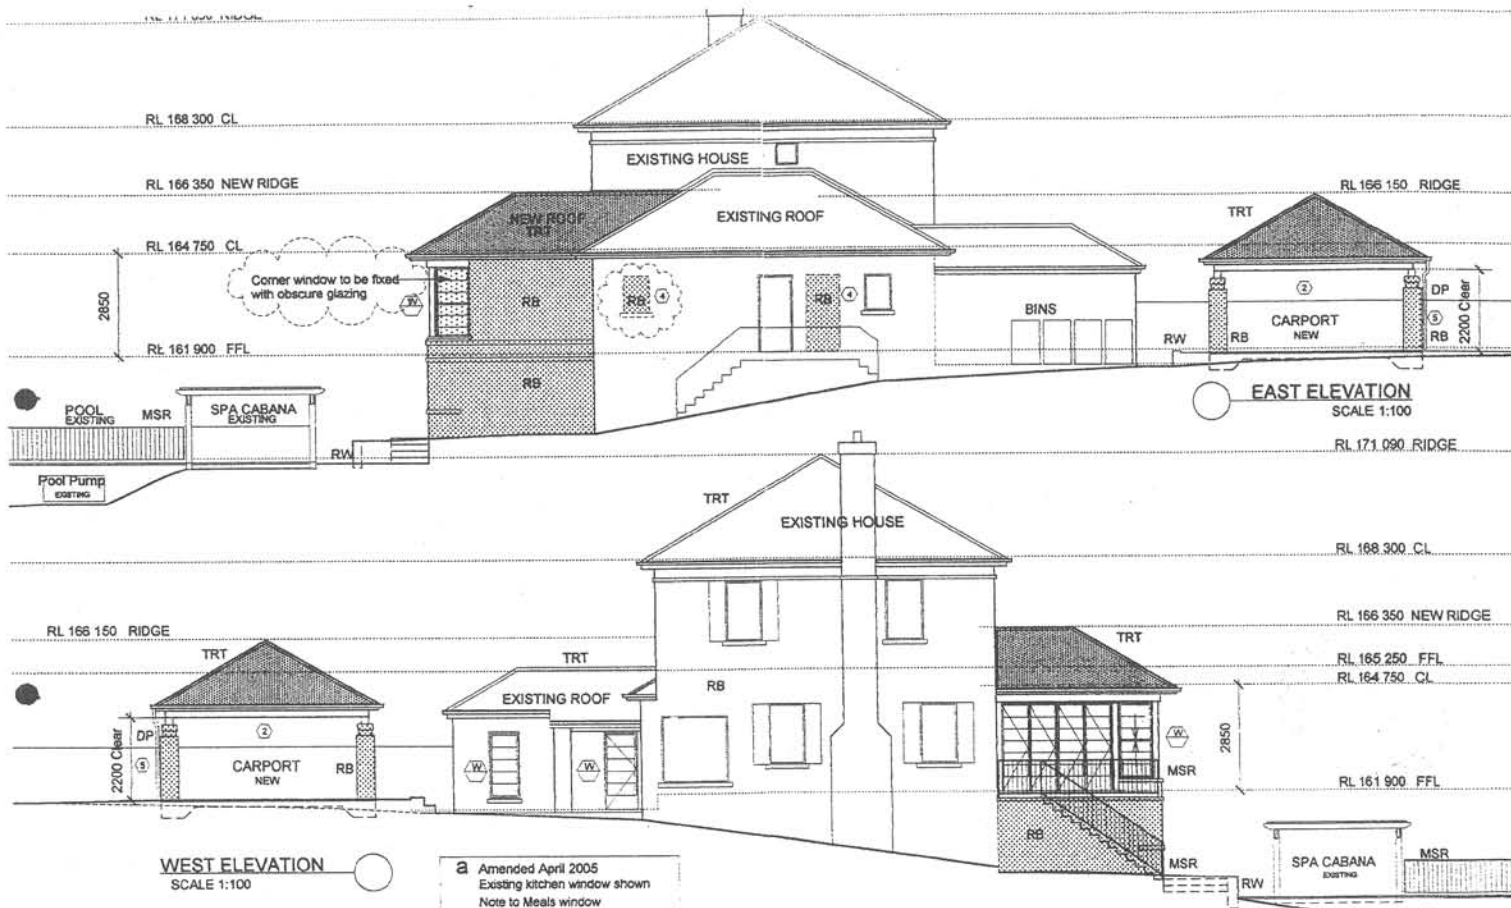 RIDGE
RL 168 300 CL
EXISTING HOUSE
RL 166 350 NEW RIDGE
RL 166 150 RIDGE
TRT
NEW ROOF
TRT
EXISTING ROOF
RL 164 750 CL
Corner window to be fixed
with obscure glazing
W
2850
RB
RB
4
RB
4
BINS
2
DP
CARPORT
NEW
5
2200 Clear
RW
RB
RB
RL 161 900 FFL
RB
EAST ELEVATION
SCALE 1:100
POOL
EXISTING
MSR
SPA CABANA
EXISTING
RW
Pool Pump
EXISTING
RL 171 090 RIDGE
TRT
EXISTING HOUSE
RL 168 300 CL
RL 166 150 RIDGE
RL 166 350 NEW RIDGE
TRT
TRT
TRT
RL 165 250 FFL
RL 164 750 CL
EXISTING ROOF
RB
DP
2
W
2850
2200 Clear
5
CARPORT
NEW
RB
W
W
MSR
RL 161 900 FFL
RB
WEST ELEVATION
SCALE 1:100
MSR
SPA CABANA
EXISTING
MSR
RW
a Amended April 2005
Existing kitchen window shown
Note to Meals window